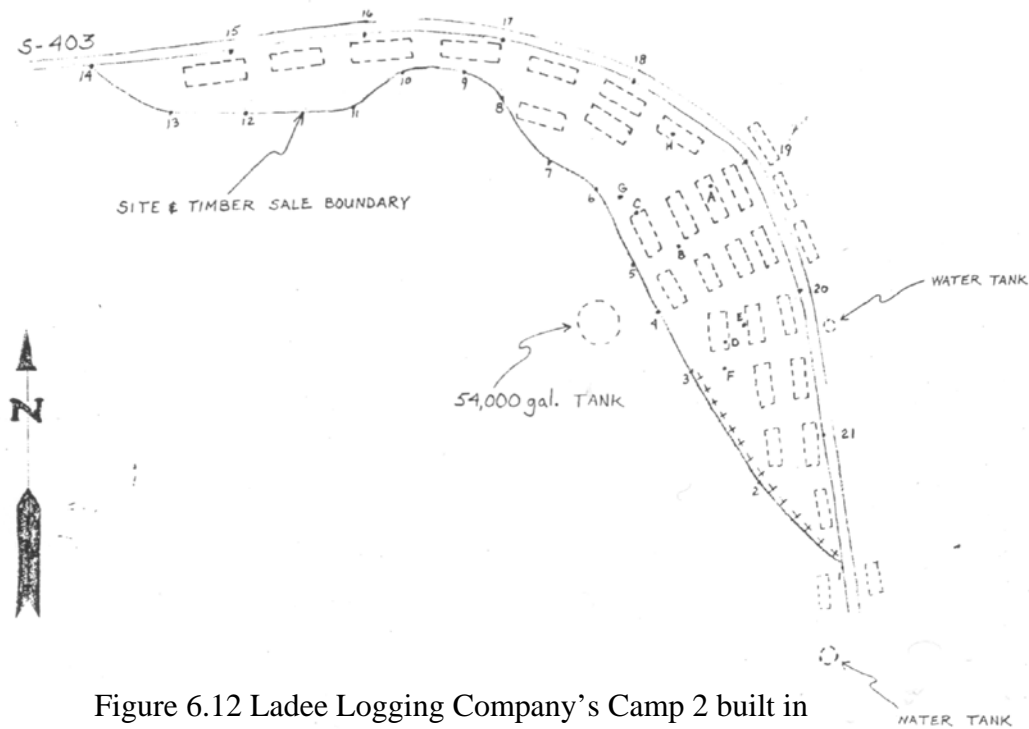 16
17
15
S-403
18
14
10
9
8
11
13
12
H
19
7
A
SITE & TIMBER SALE BOUNDARY
6
G
C
B
5
20
WATER TANK
4
E
D
3
F
54,000 gal. TANK
N
21
2
1
Figure 6.12 Ladee Logging Company’s Camp 2 built in
WATER TANK